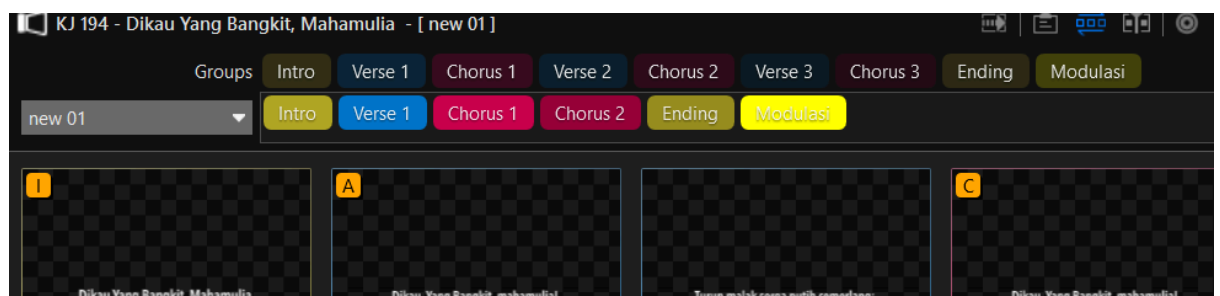 KJ 194 - Dikau Yang Bangkit, Mahamulia - [ new 01 ]
Groups Intro Verse 1 Chorus 1 Verse 2 Chorus 2 Verse 3 Chorus 3 Ending Modulasi
new 01 Intro Verse 1 Chorus 1 Chorus 2 Ending Modulasi
I A C
Dikau Yang Bangkit, Mahamulia Dikau, Yang Bangkit, mahamulia! Turun malak cerga putih cemerlang; Dikau, Yang Bangkit, mahamulia!